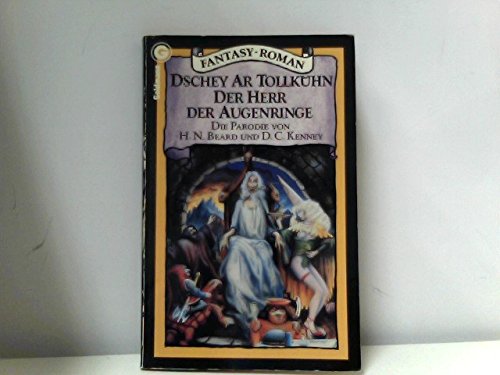 FANTASY-ROMAN
DSCHEY AR TOLLKÜHN
DER HERR
DER AUGENRINGE
DIE PARODIE VON
H. N. BEARD UND D. C. KENNEY